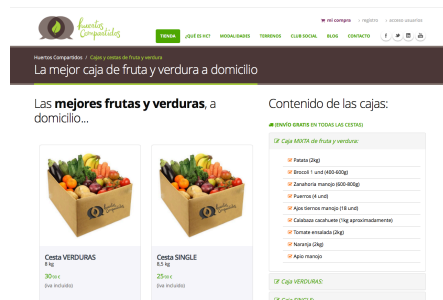 huertos
Compartidos
mi compra
registro
acceso usuarios
TIENDA
¿QUÉ ES HC?
MODALIDADES
TERRENOS
CLUB SOCIAL
BLOG
CONTACTO
Huertos Compartidos / Cajas y cestas de fruta y verdura
La mejor caja de fruta y verdura a domicilio
Las mejores frutas y verduras, a
domicilio...
Cesta VERDURAS
8 kg
30
(iva incluido)
Cesta SINGLE
8,5 kg
25
(iva incluido)
Contenido de las cajas:
¡ENVÍO GRATIS EN TODAS LAS CESTAS)
Caja MIXTA de fruta y verdura:
Patata (2kg)
Brocoli 1 und (400-600g)
Zanahoria manojo (600-800g)
Puerros (4 und)
Ajos tiernos manojo (18 und)
Calabaza cacahuete (1kg aproximadamente)
Tomate ensalada (2kg)
Naranja (2kg)
Apio manojo
Caja VERDURAS:
Caja SINGLE: